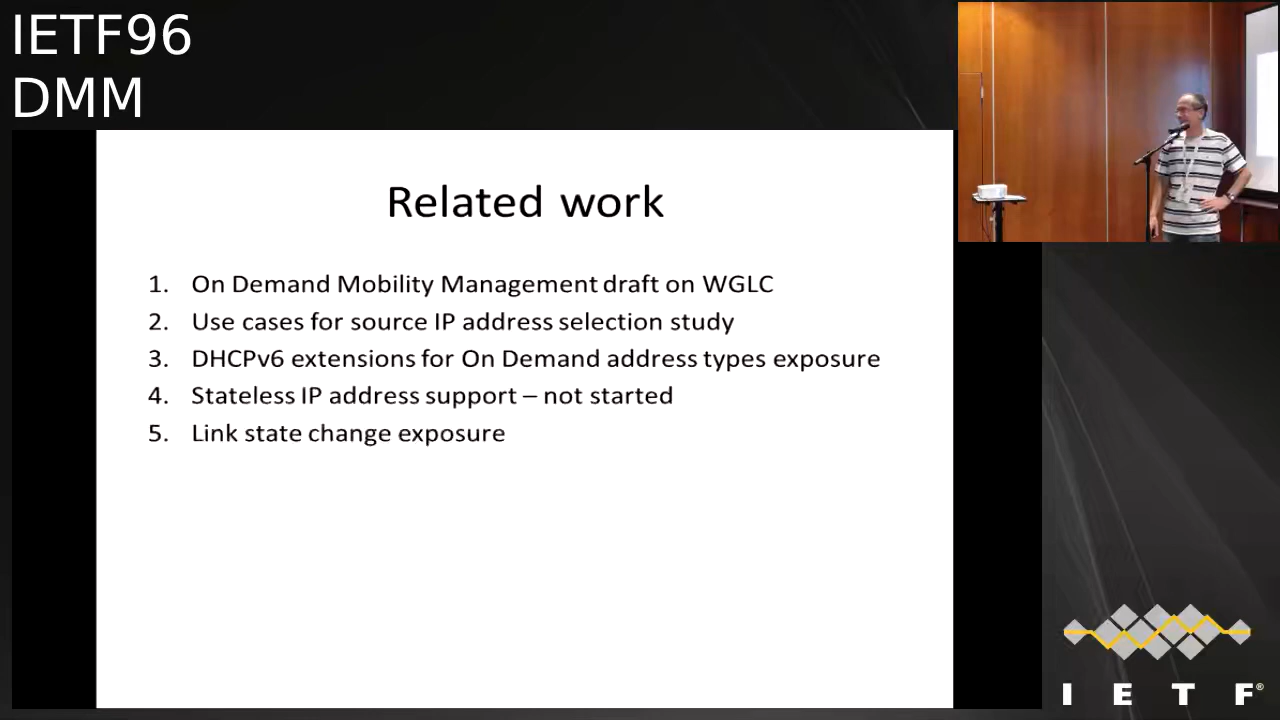 IETF96
DMM
Related work
1. On Demand Mobility Management draft on WGLC
2. Use cases for source IP address selection study
3. DHCPv6 extensions for On Demand address types exposure
4. Stateless IP address support – not started
5. Link state change exposure
I E T F®